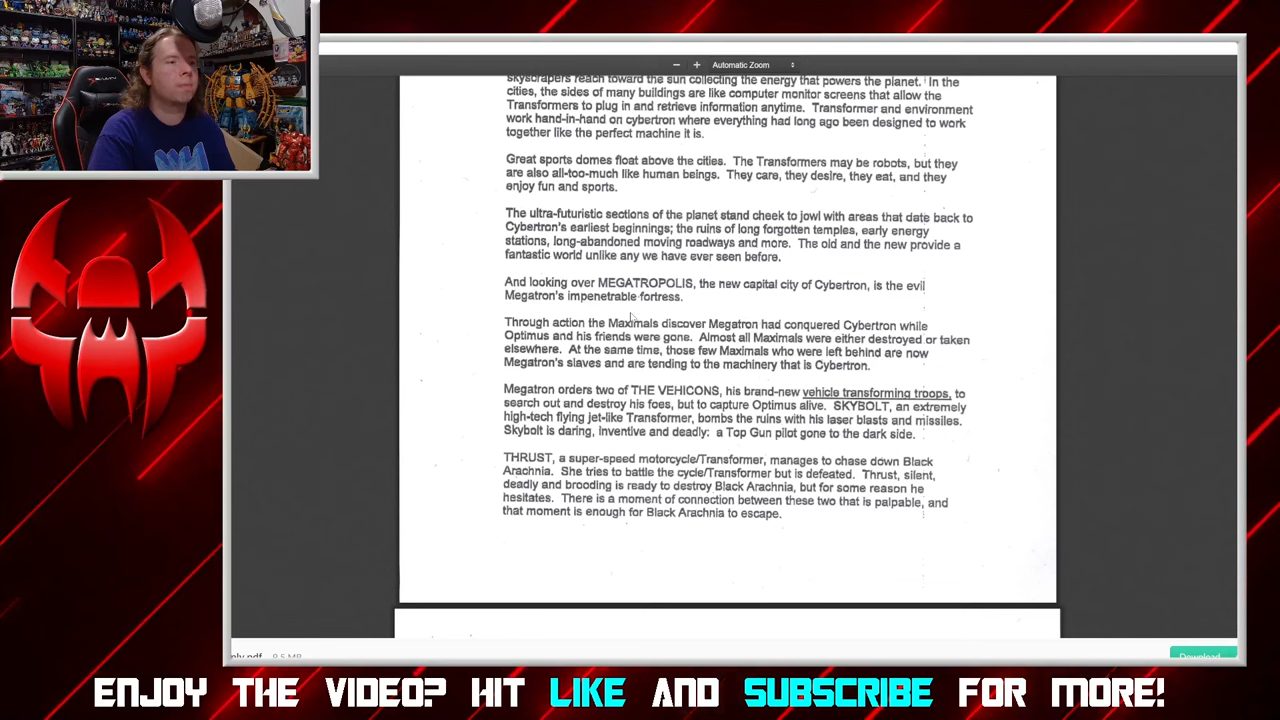 Automatic Zoom
skyscrapers reach toward the sun collecting the energy that powers the planet. In the
cities, the sides of many buildings are like computer monitor screens that allow the
Transformers to plug in and retrieve information anytime. Transformer and environment
work hand-in-hand on cybertron where everything had long ago been designed to work
together like the perfect machine it is.
Great sports domes float above the cities. The Transformers may be robots, but they
are also all-too-much like human beings. They care, they desire, they eat, and they
enjoy fun and sports.
The ultra-futuristic sections of the planet stand cheek to jowl with areas that date back to
Cybertron's earliest beginnings; the ruins of long forgotten temples, early energy
stations, long-abandoned moving roadways and more. The old and the new provide a
fantastic world unlike any we have ever seen before.
And looking over MEGATROPOLIS, the new capital city of Cybertron, is the evil
Megatron's impenetrable fortress.
Through action the Maximals discover Megatron had conquered Cybertron while
Optimus and his friends were gone. Almost all Maximals were either destroyed or taken
elsewhere. At the same time, those few Maximals who were left behind are now
Megatron's slaves and are tending to the machinery that is Cybertron.
Megatron orders two of THE VEHICONS, his brand-new vehicle transforming troops, to
search out and destroy his foes, but to capture Optimus alive. SKYBOLT, an extremely
high-tech flying jet-like Transformer, bombs the ruins with his laser blasts and missiles.
Skybolt is daring, inventive and deadly: a Top Gun pilot gone to the dark side.
THRUST, a super-speed motorcycle/Transformer, manages to chase down Black
Arachnia. She tries to battle the cycle/Transformer but is defeated. Thrust, silent,
deadly and brooding is ready to destroy Black Arachnia, but for some reason he
hesitates. There is a moment of connection between these two that is palpable, and
that moment is enough for Black Arachnia to escape.
9.5 MB
Download
ENJOY THE VIDEO? HIT LIKE AND SUBSCRIBE FOR MORE!